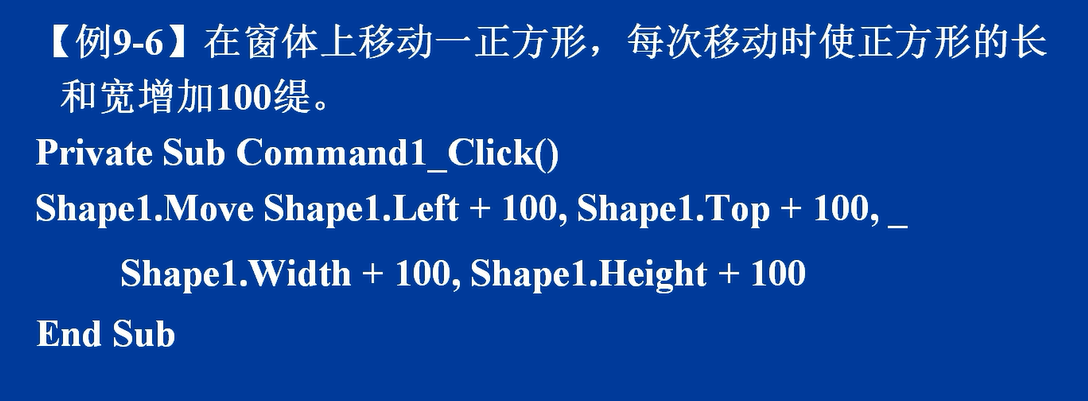 【例9-6】在窗体上移动一正方形，每次移动时使正方形的长
和宽增加100缇。
Private Sub Command1_Click()
Shape1.Move Shape1.Left + 100, Shape1.Top + 100, _
Shape1.Width + 100, Shape1.Height + 100
End Sub